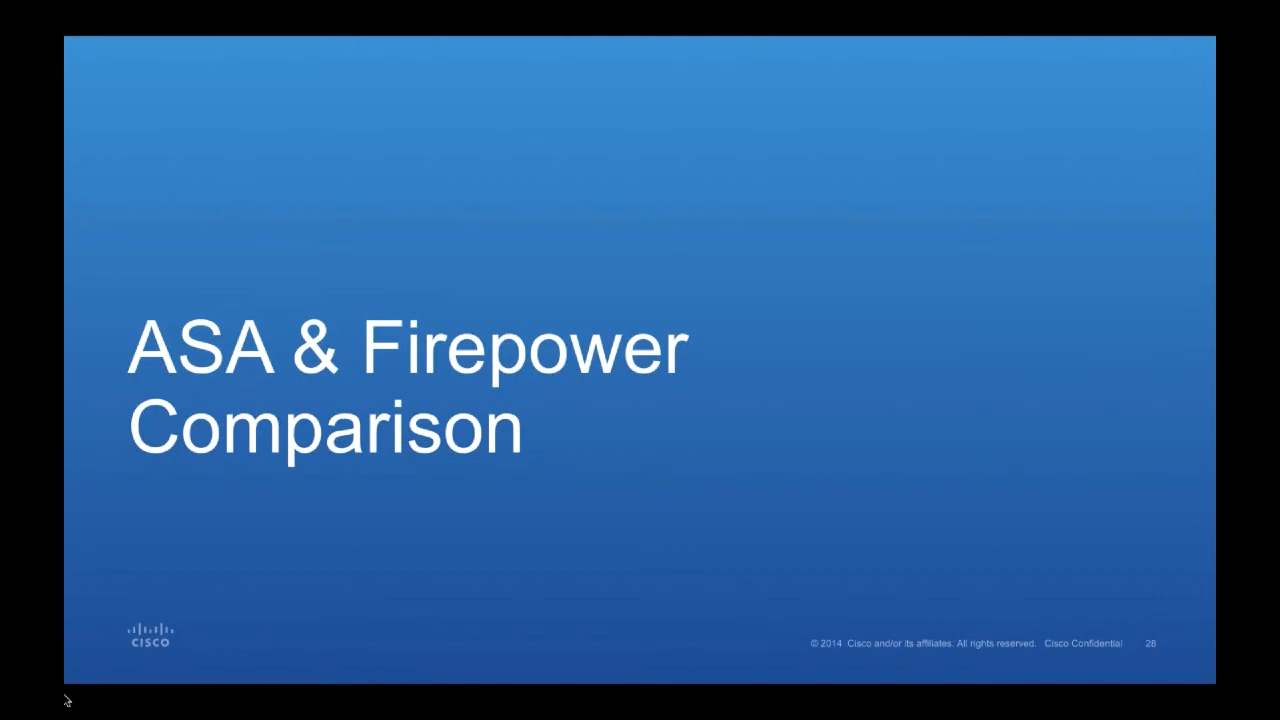 ASA & Firepower
Comparison
CISCO
© 2014 Cisco and/or its affiliates. All rights reserved. Cisco Confidential 28